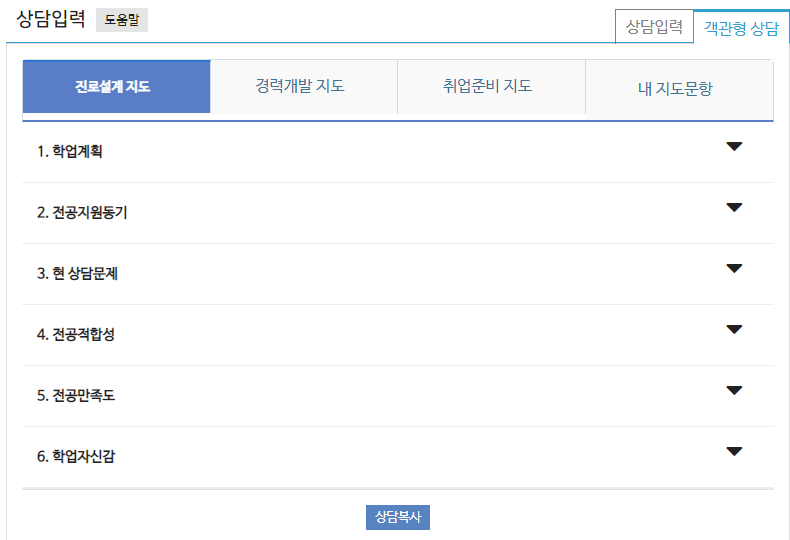 상담입력 도움말
상담입력 객관형 상담
진로설계 지도 경력개발 지도 취업준비 지도 내 지도문항
1. 학업계획
2. 전공지원동기
3. 현 상담문제
4. 전공적합성
5. 전공만족도
6. 학업자신감
상담복사